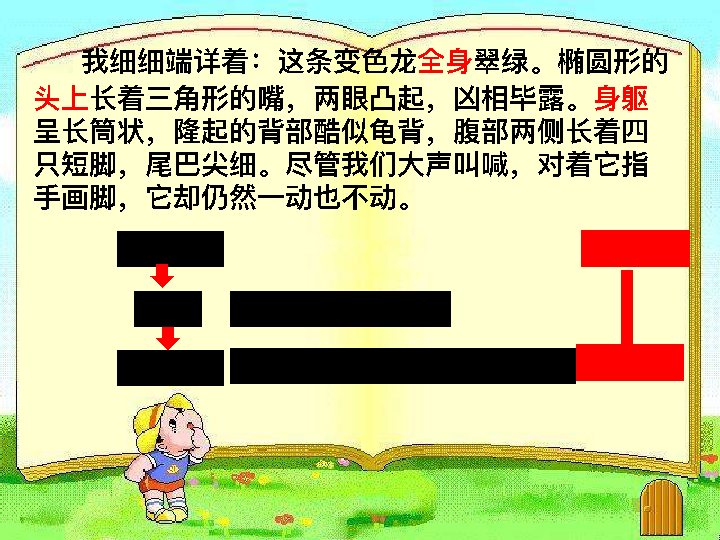 我细细端详着：这条变色龙全身翠绿。椭圆形的
头上长着三角形的嘴，两眼凸起，凶相毕露。身躯
呈长筒状，隆起的背部酷似龟背，腹部两侧长着四
只短脚，尾巴尖细。尽管我们大声叫喊，对着它指
手画脚，它却仍然一动也不动。